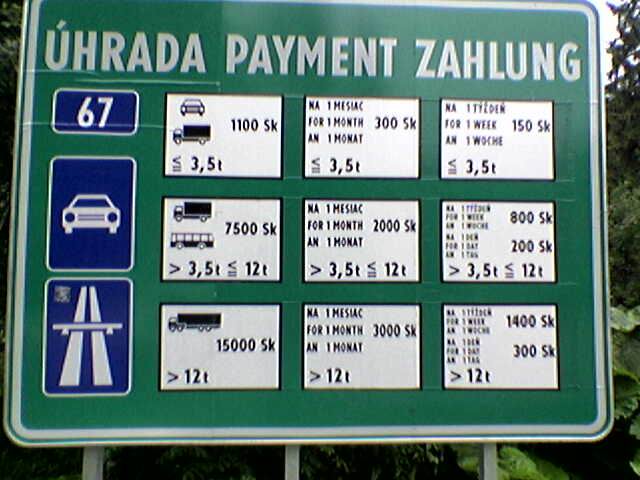 ÚHRADA PAYMENT ZAHLUNG
67
1100 Sk
≦ 3,5t
NA 1 MESIAC
FOR 1 MONTH 300 Sk
AN 1 MONAT
≦ 3,5t
NA 1 TÝŽDEŇ
FOR 1 WEEK 150 Sk
AN 1 WOCHE
≦ 3,5t
7500 Sk
> 3,5t ≦ 12t
NA 1 MESIAC
FOR 1 MONTH 2000 Sk
AN 1 MONAT
> 3,5t ≦ 12t
NA 1 TÝŽDEŇ
FOR 1 WEEK 800 Sk
AN 1 WOCHE
NA 1 DEŇ
FOR 1 DAY 200 Sk
AN 1 TAG
> 3,5t ≦ 12t
15000 Sk
> 12t
NA 1 MESIAC
FOR 1 MONTH 3000 Sk
AN 1 MONAT
> 12t
NA 1 TÝŽDEŇ
FOR 1 WEEK 1400 Sk
AN 1 WOCHE
NA 1 DEŇ
FOR 1 DAY 300 Sk
AN 1 TAG
> 12t